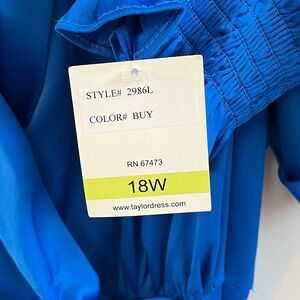 STYLE# 2986L
COLOR# BUY
RN 67473
18W
www.taylordress.com